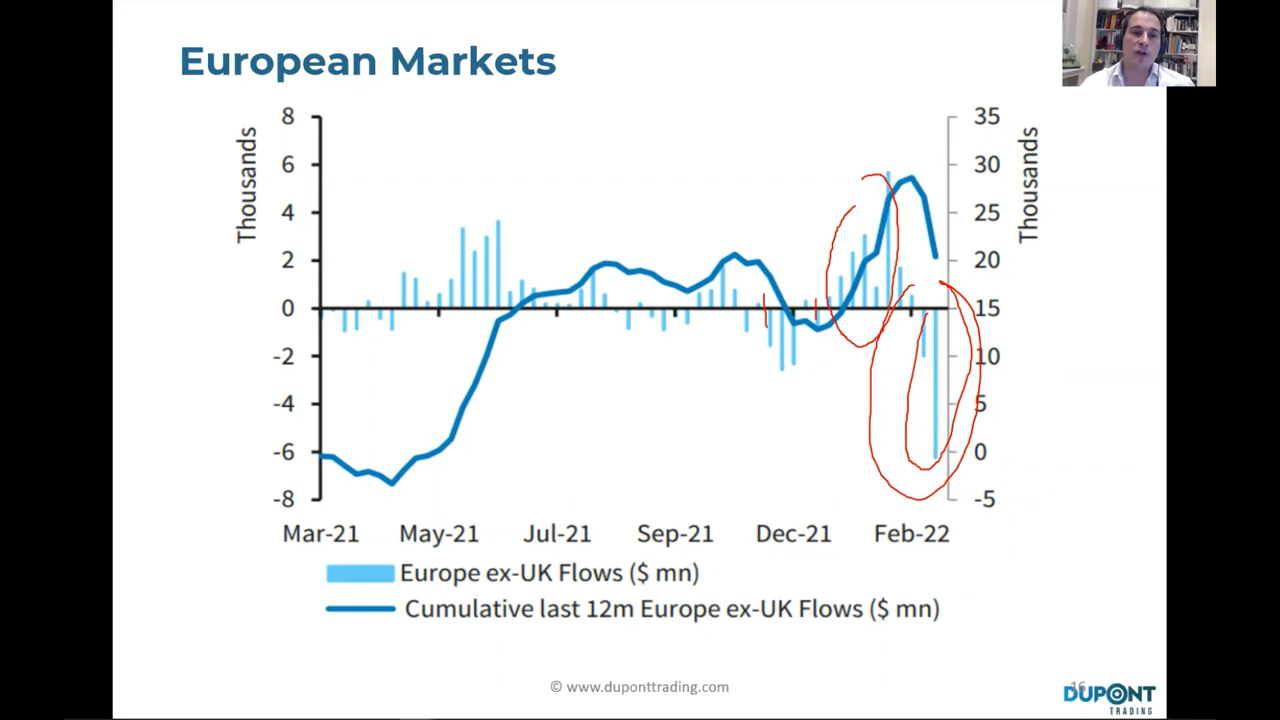 European Markets
8
6
4
2
0
-2
-4
-6
-8
Thousands
35
30
25
20
15
10
5
0
-5
Thousands
Mar-21 May-21 Jul-21 Sep-21 Dec-21 Feb-22
Europe ex-UK Flows ($ mn)
Cumulative last 12m Europe ex-UK Flows ($ mn)
© www.duponttrading.com
16
DUPONT
TRADING